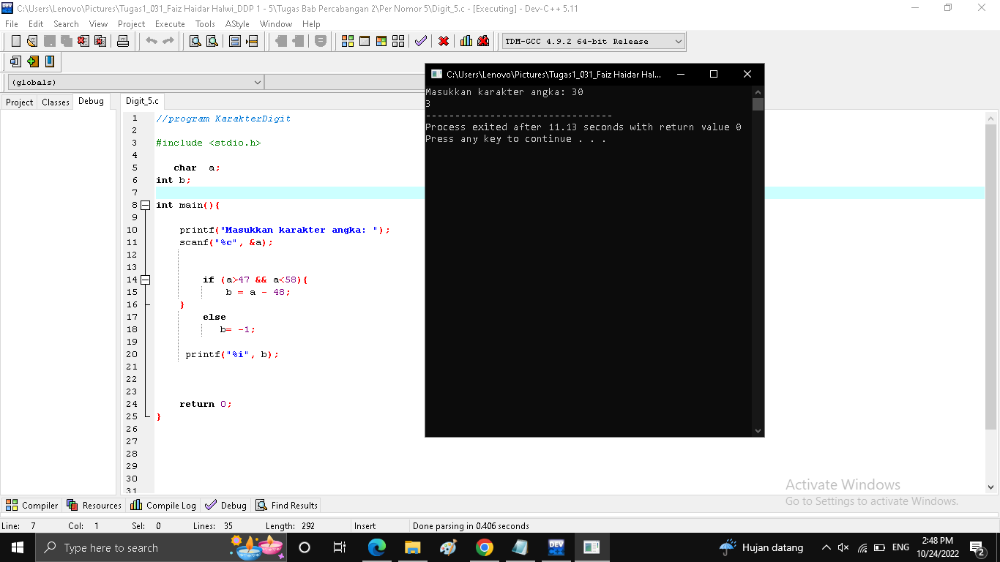 C:\Users\Lenovo\Pictures\Tugas1_031_Faiz Haidar Halwi_DDP 1 - 5\Tugas Bab Percabangan 2\Per Nomor 5\Digit_5.c - [Executing] - Dev-C++ 5.11
File Edit Search View Project Execute Tools AStyle Window Help
TDM-GCC 4.9.2 64-bit Release
(globals)
Project Classes Debug
Digit_5.c
1 //program KarakterDigit
2
3 #include <stdio.h>
4
5 char a;
6 int b;
7
8 int main(){
9
10 printf("Masukkan karakter angka: ");
11 scanf("%c", &a);
12
13
14 if (a>47 && a<58){
15 b = a - 48;
16 }
17 else
18 b= -1;
19
20 printf("%i", b);
21
22
23
24 return 0;
25 }
26
27
28
29
30
31
C:\Users\Lenovo\Pictures\Tugas1_031_Faiz Haidar Hal...
Masukkan karakter angka: 30
3
--------------------------------
Process exited after 11.13 seconds with return value 0
Press any key to continue . . .
Activate Windows
Go to Settings to activate Windows.
Compiler Resources Compile Log Debug Find Results
Line: 7 Col: 1 Sel: 0 Lines: 35 Length: 292 Insert Done parsing in 0.406 seconds
Type here to search
DEV
Hujan datang
ENG
2:48 PM
10/24/2022
2